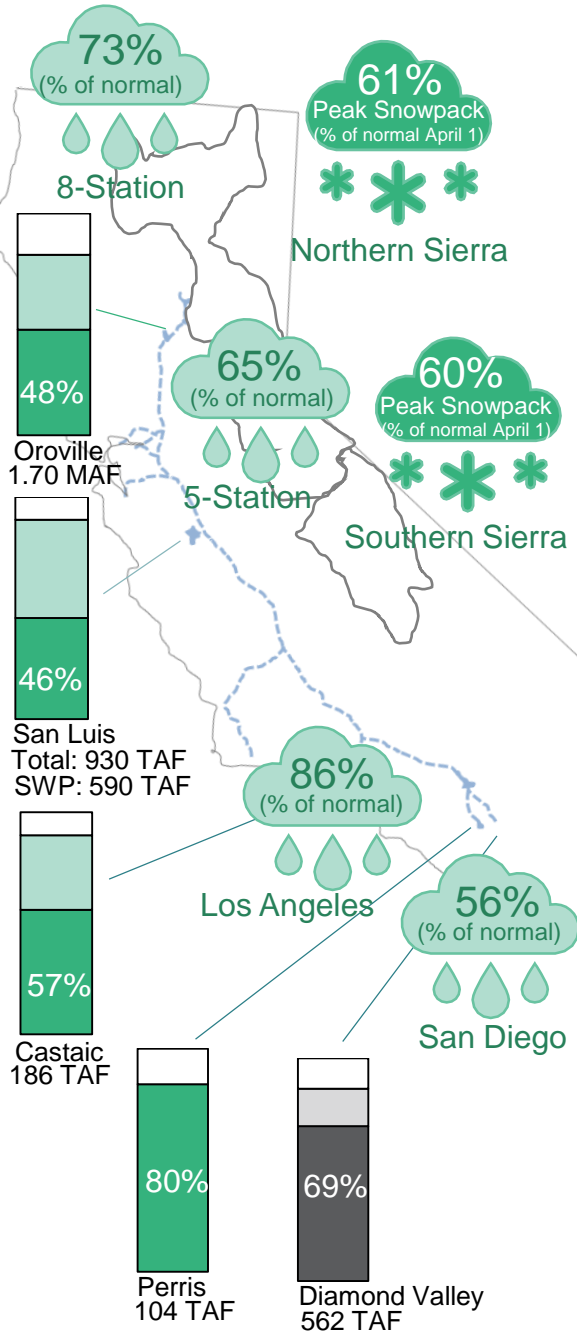 73%
(% of normal)
8-Station
61%
Peak Snowpack
(% of normal April 1)
Northern Sierra
48%
Oroville
1.70 MAF
65%
(% of normal)
5-Station
60%
Peak Snowpack
(% of normal April 1)
Southern Sierra
46%
San Luis
Total: 930 TAF
SWP: 590 TAF
86%
(% of normal)
Los Angeles
56%
(% of normal)
San Diego
57%
Castaic
186 TAF
80%
Perris
104 TAF
69%
Diamond Valley
562 TAF